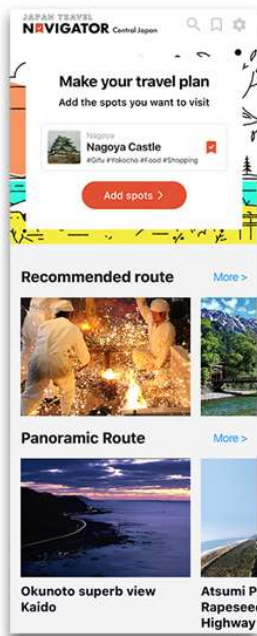 JAPAN TRAVEL
NAVIGATOR Central Japan
Make your travel plan
Add the spots you want to visit
Nagoya
Nagoya Castle
#Gifu #Yokocho #Food #Shopping
Add spots >
Recommended route
More >
Panoramic Route
More >
Okunoto superb view
Kaido
Atsumi P
Rapeseed
Highway